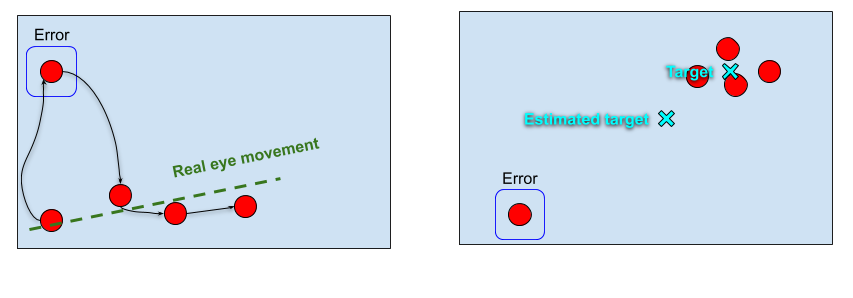 Error
Real eye movement
Target
Estimated target
Error